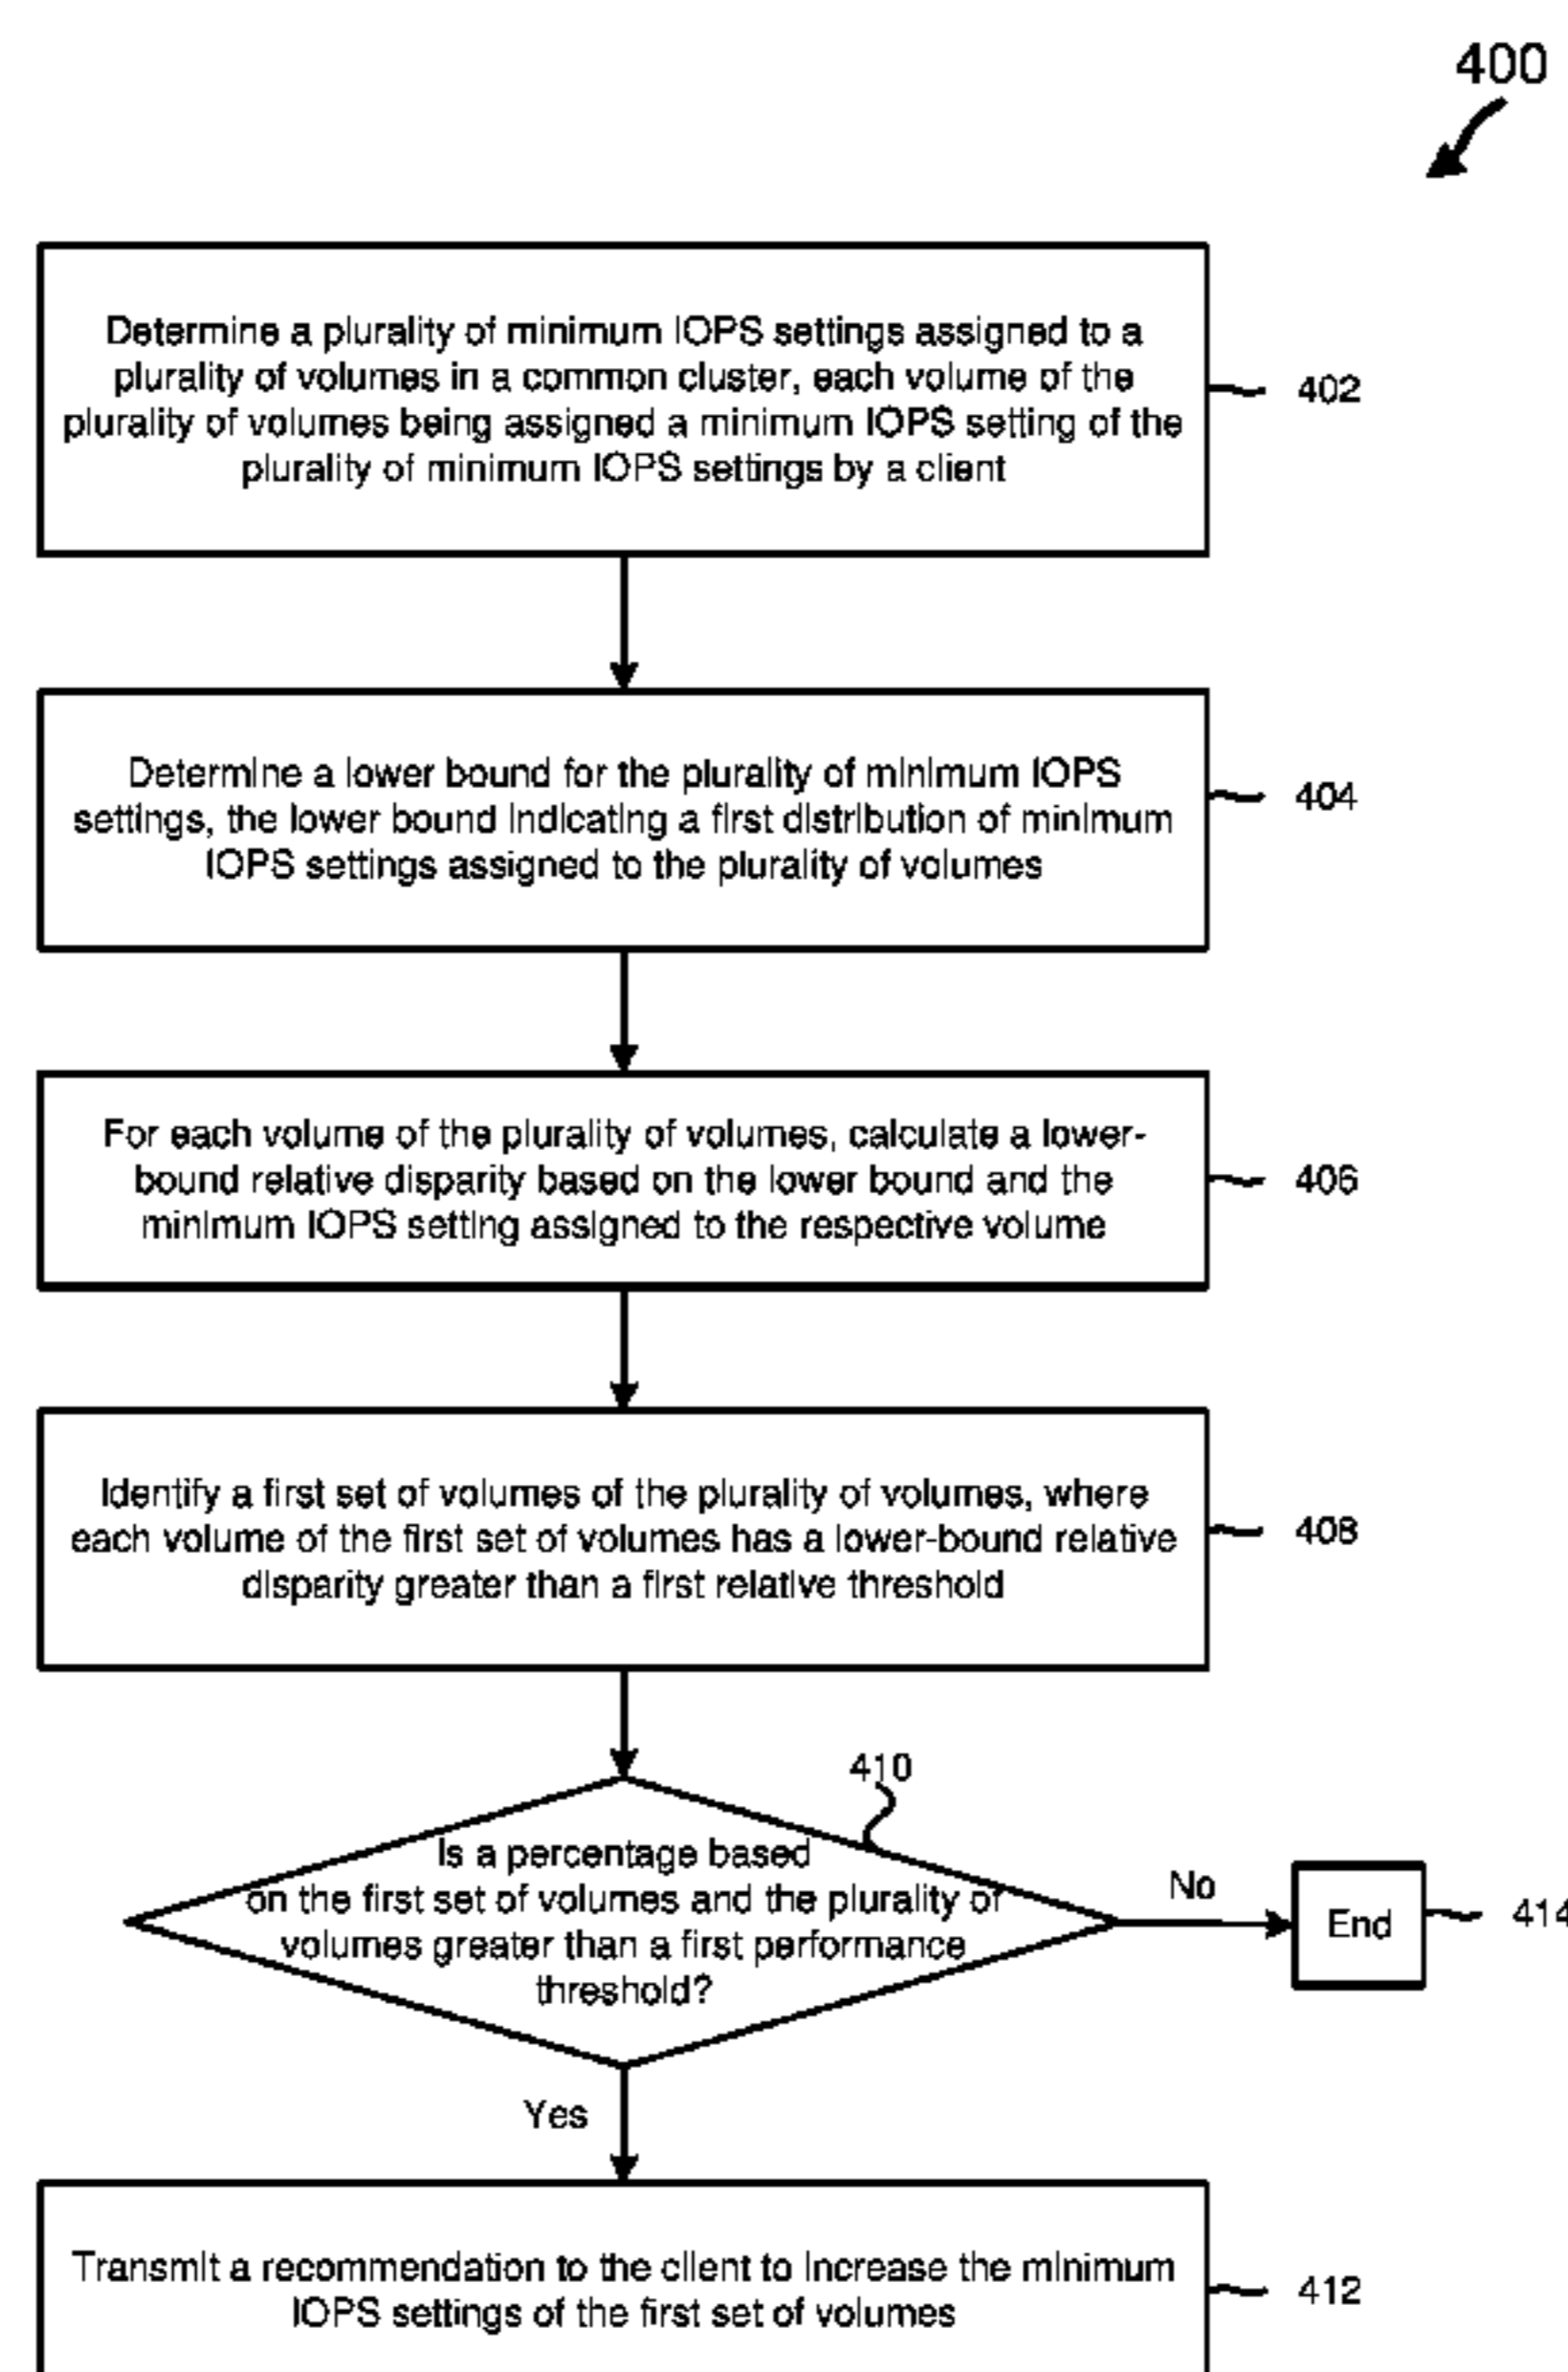 400
Determine a plurality of minimum IOPS settings assigned to a
plurality of volumes in a common cluster, each volume of the
plurality of volumes being assigned a minimum IOPS setting of the
plurality of minimum IOPS settings by a client
402
Determine a lower bound for the plurality of minimum IOPS
settings, the lower bound indicating a first distribution of minimum
IOPS settings assigned to the plurality of volumes
404
For each volume of the plurality of volumes, calculate a lower-
bound relative disparity based on the lower bound and the
minimum IOPS setting assigned to the respective volume
406
Identify a first set of volumes of the plurality of volumes, where
each volume of the first set of volumes has a lower-bound relative
disparity greater than a first relative threshold
408
410
Is a percentage based
on the first set of volumes and the plurality of
volumes greater than a first performance
threshold?
No
End
414
Yes
Transmit a recommendation to the client to increase the minimum
IOPS settings of the first set of volumes
412